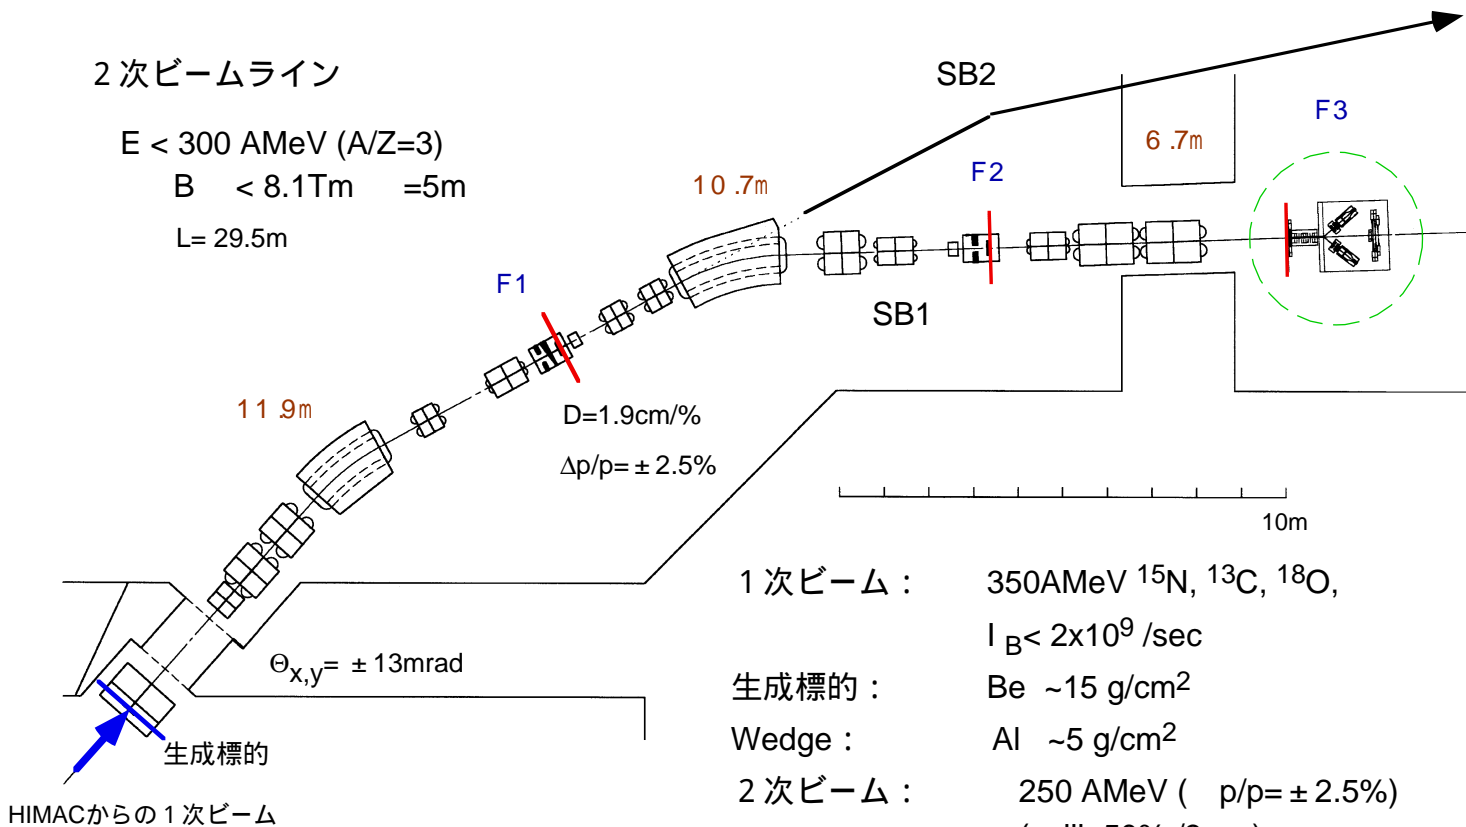 2次ビームライン
E < 300 AMeV (A/Z=3)
B < 8.1Tm =5m
L= 29.5m
SB2
F3
6.7m
F2
10.7m
F1
SB1
11.9m
D=1.9cm/%
Δp/p= ± 2.5%
10m
Θx,y= ± 13mrad
生成標的
HIMACからの1次ビーム
1次ビーム： 350AMeV 15N, 13C, 18O,
I B< 2x10^9 /sec
生成標的： Be ~15 g/cm2
Wedge： Al ~5 g/cm2
2次ビーム： 250 AMeV ( p/p= ± 2.5%)